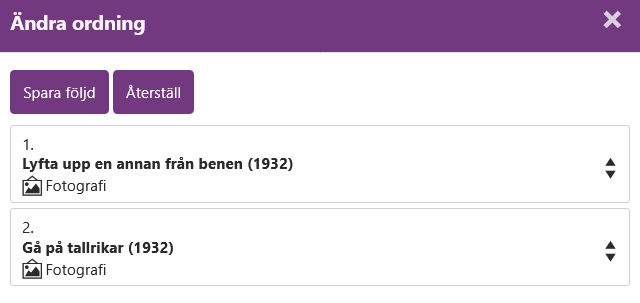 Ändra ordning
Spara följd
Återställ
1.
Lyfta upp en annan från benen (1932)
Fotografi
2.
Gå på tallrikar (1932)
Fotografi